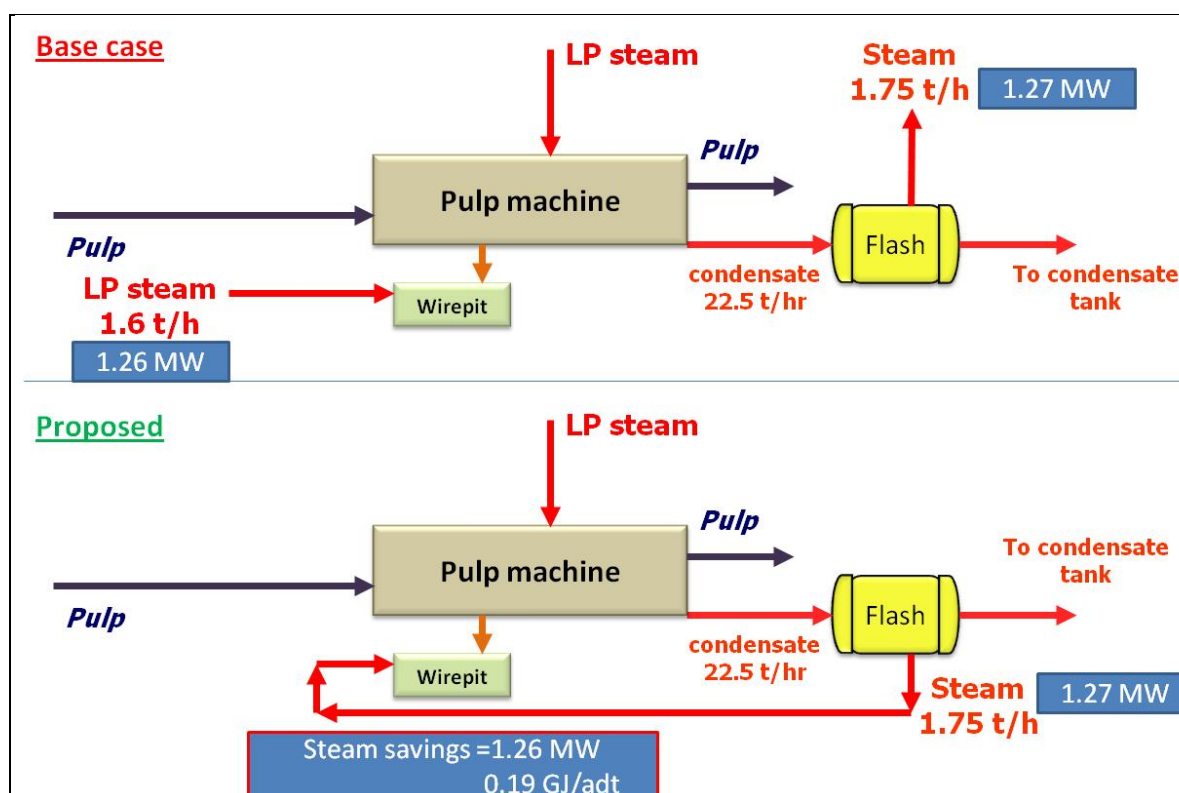 Base case
LP steam
Steam
1.75 t/h
1.27 MW
Pulp
Pulp machine
Flash
Pulp
condensate
22.5 t/hr
To condensate
tank
LP steam
1.6 t/h
Wirepit
1.26 MW
Proposed
LP steam
Pulp
To condensate
tank
Pulp machine
Flash
Pulp
condensate
22.5 t/hr
Wirepit
Steam
1.75 t/h
1.27 MW
Steam savings =1.26 MW
0.19 GJ/adt